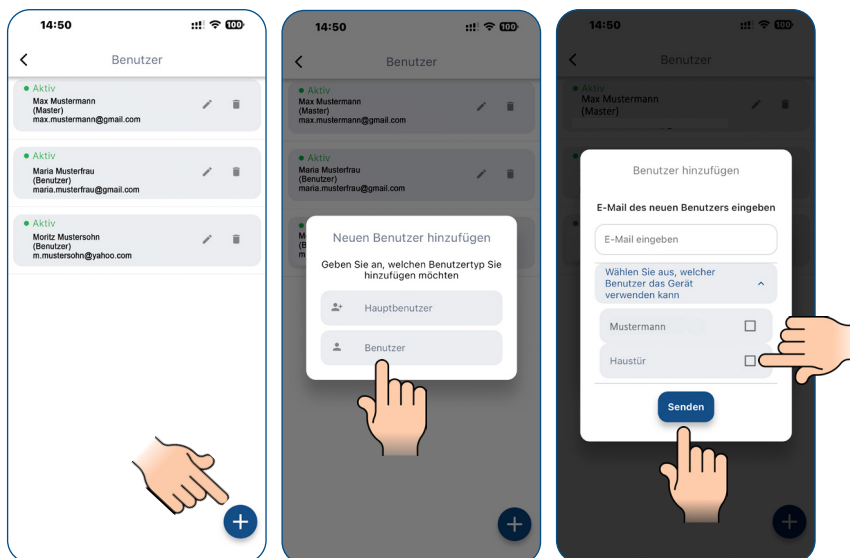 14:50
100
Benutzer
Aktiv
Max Mustermann
(Master)
max.mustermann@gmail.com
Aktiv
Maria Musterfrau
(Benutzer)
maria.musterfrau@gmail.com
Aktiv
Moritz Mustersohn
(Benutzer)
m.mustersohn@yahoo.com
14:50
100
Benutzer
Aktiv
Max Mustermann
(Master)
max.mustermann@gmail.com
Aktiv
Maria Musterfrau
(Benutzer)
maria.musterfrau@gmail.com
Neuen Benutzer hinzufügen
Geben Sie an, welchen Benutzertyp Sie
hinzufügen möchten
Hauptbenutzer
Benutzer
14:50
100
Benutzer
Aktiv
Max Mustermann
(Master)
Benutzer hinzufügen
E-Mail des neuen Benutzers eingeben
E-Mail eingeben
Wählen Sie aus, welcher
Benutzer das Gerät
verwenden kann
Mustermann
Haustür
Senden